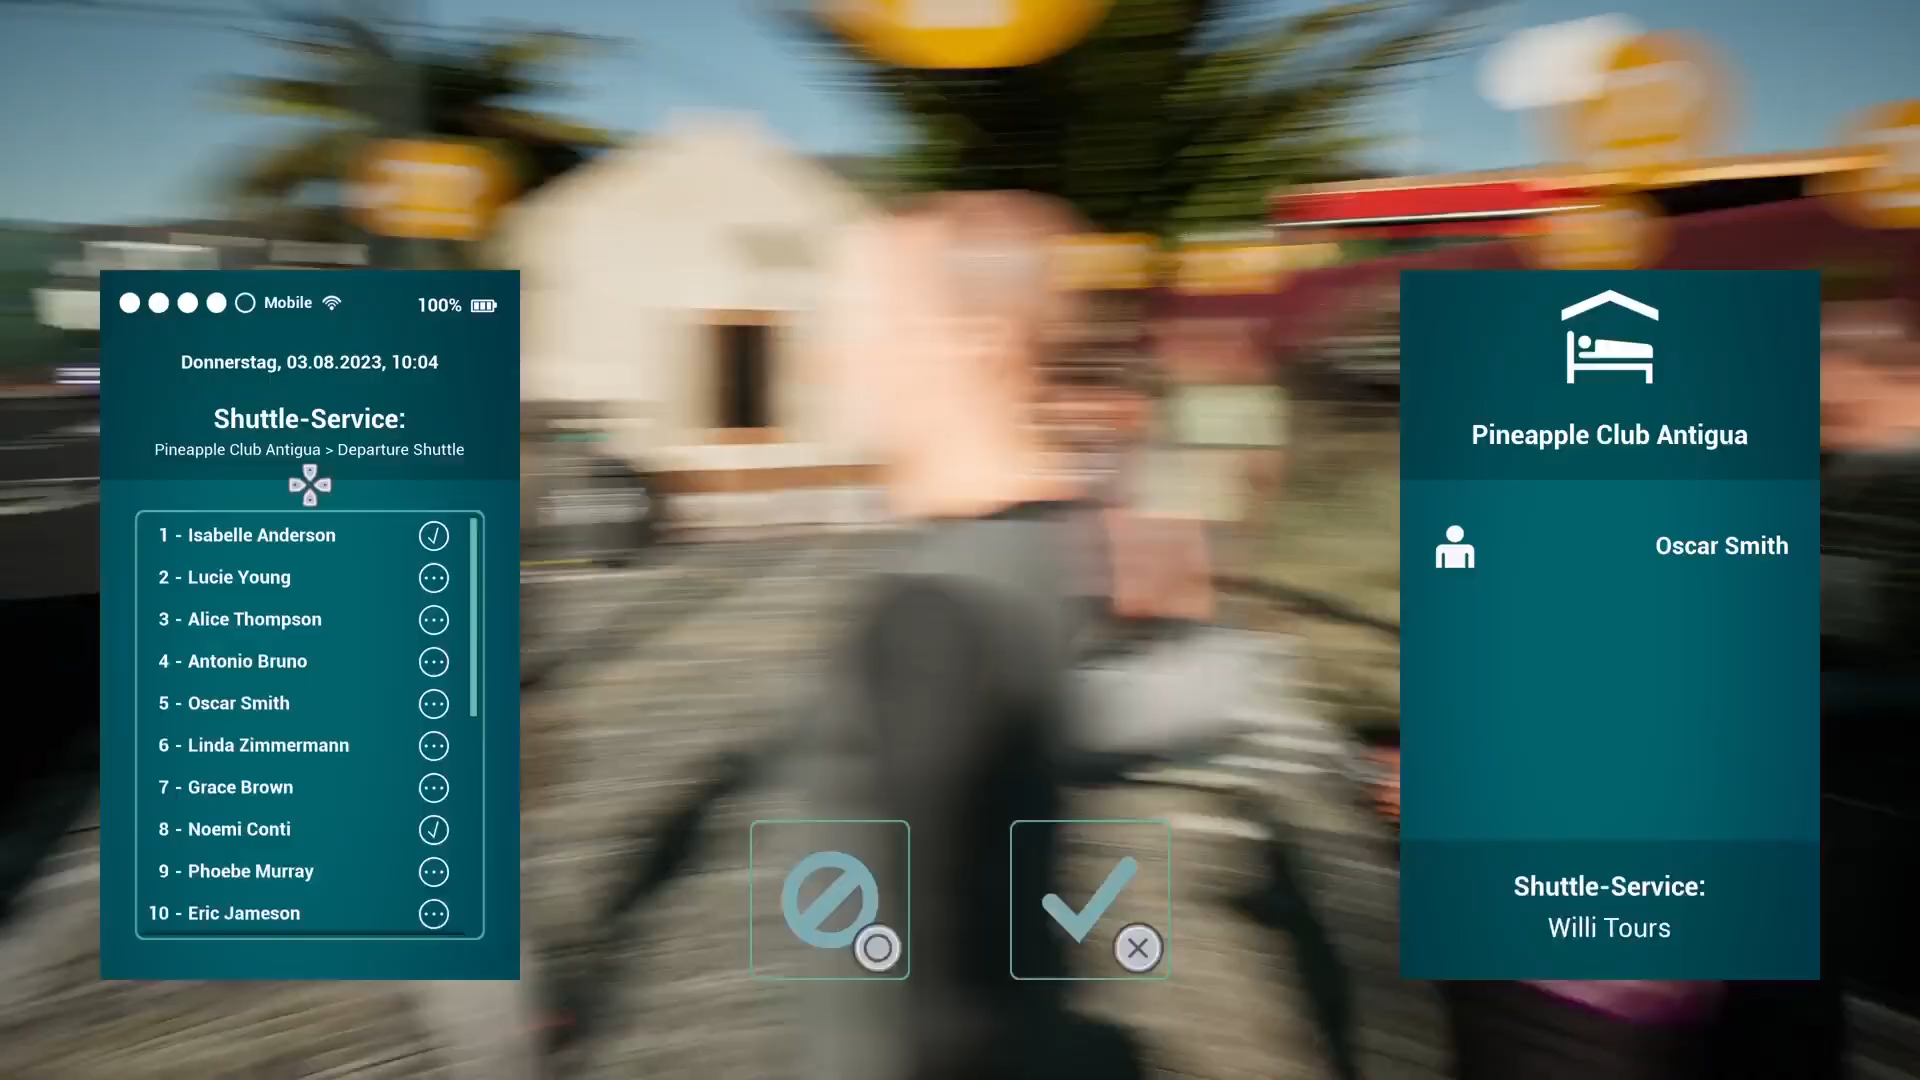 Mobile 100%
Donnerstag, 03.08.2023, 10:04
Shuttle-Service:
Pineapple Club Antigua > Departure Shuttle
1 - Isabelle Anderson
2 - Lucie Young
3 - Alice Thompson
4 - Antonio Bruno
5 - Oscar Smith
6 - Linda Zimmermann
7 - Grace Brown
8 - Noemi Conti
9 - Phoebe Murray
10 - Eric Jameson
Pineapple Club Antigua
Oscar Smith
Shuttle-Service:
Willi Tours